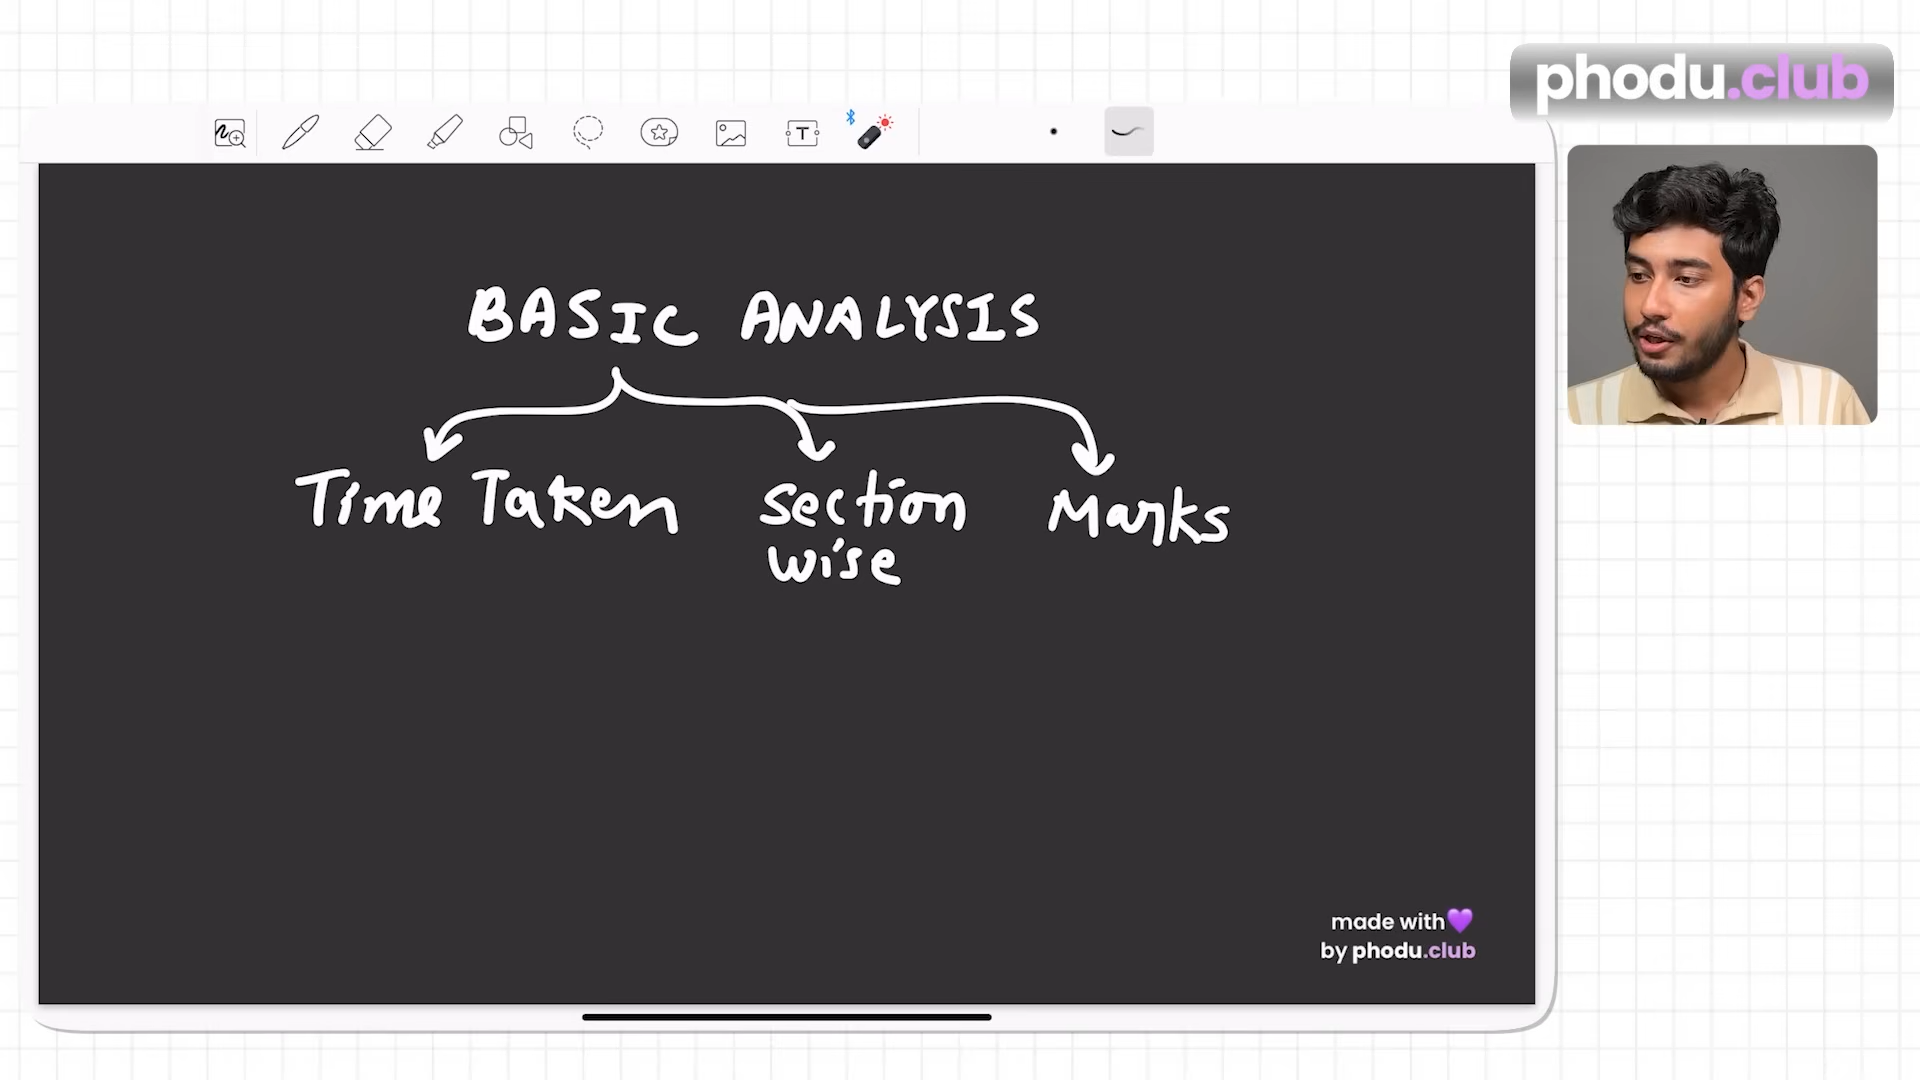 phodu.club
T
BASIC ANALYSIS
Time Taken
Section
wise
Marks
made with💜
by phodu.club